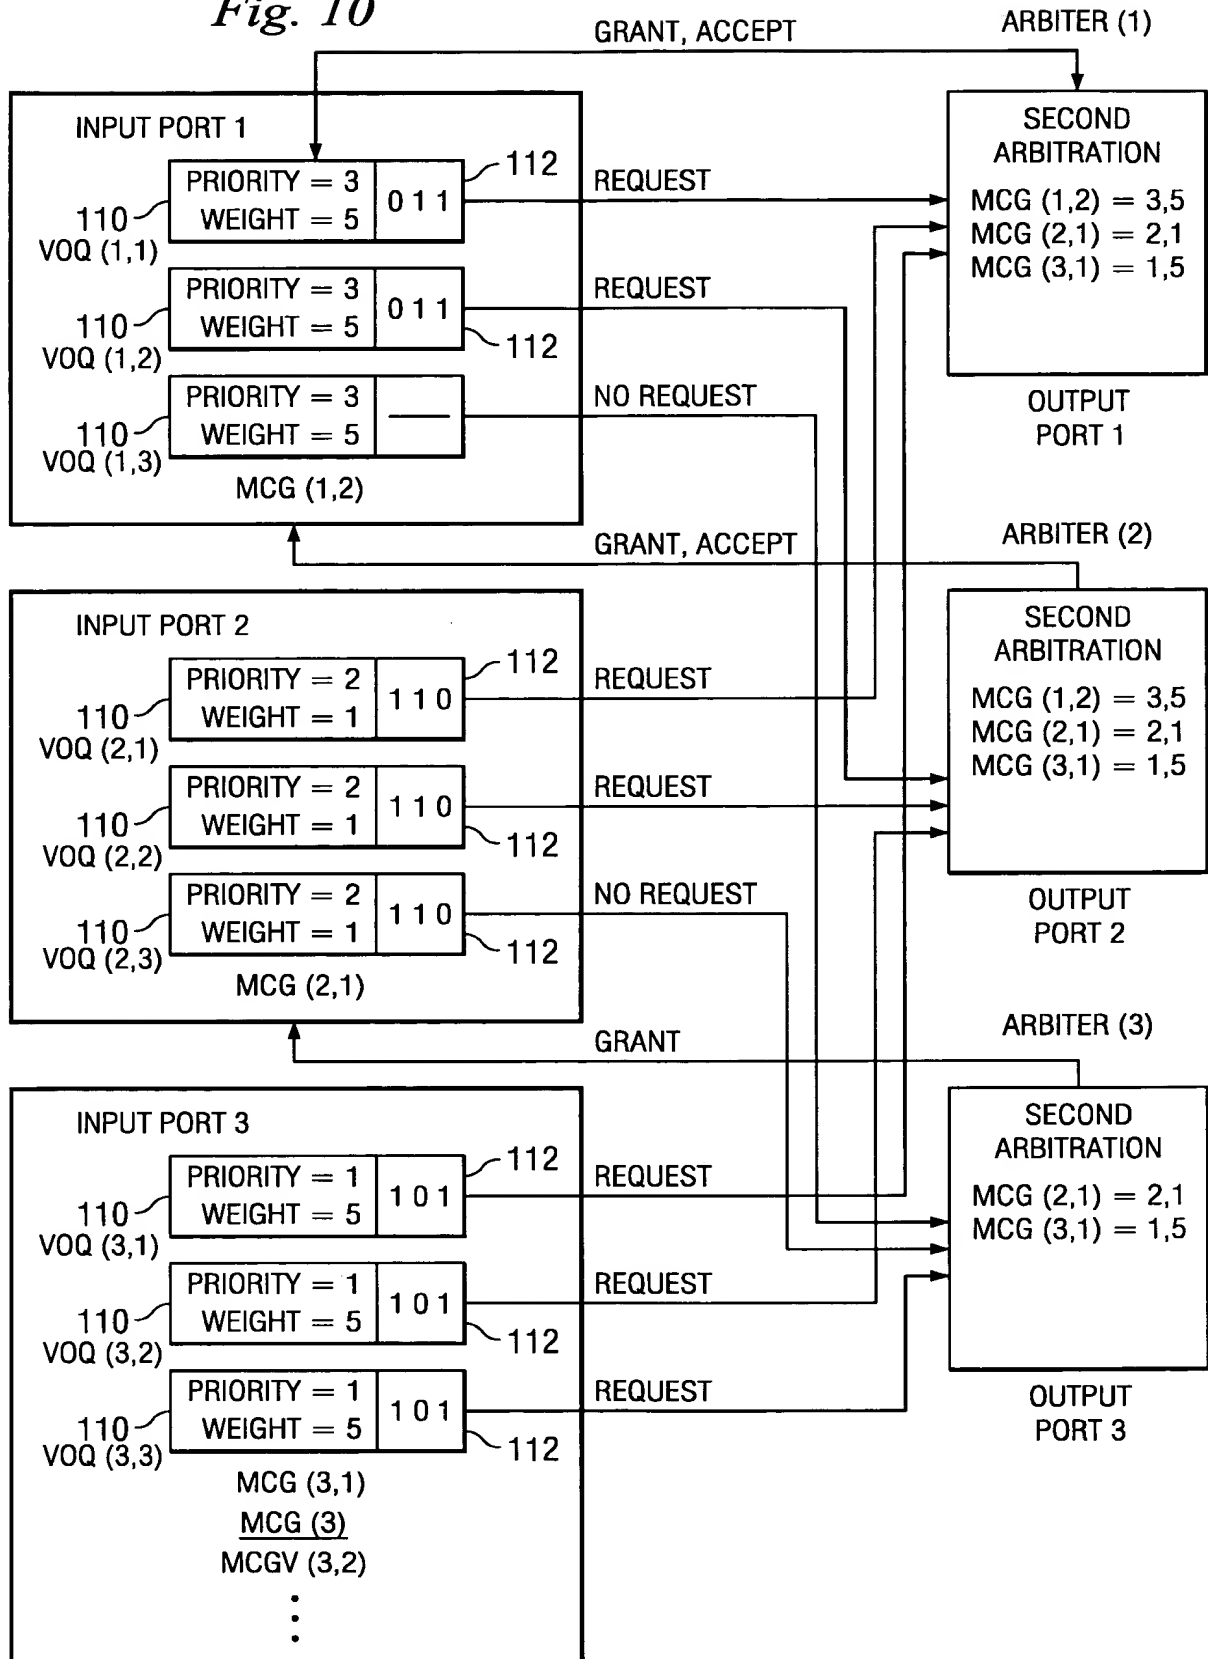 Fig. 10
GRANT, ACCEPT
ARBITER (1)
INPUT PORT 1
PRIORITY = 3
WEIGHT = 5
0 1 1
112
110
VOQ (1,1)
REQUEST
PRIORITY = 3
WEIGHT = 5
0 1 1
112
110
VOQ (1,2)
REQUEST
PRIORITY = 3
WEIGHT = 5
110
VOQ (1,3)
NO REQUEST
MCG (1,2)
SECOND
ARBITRATION
MCG (1,2) = 3,5
MCG (2,1) = 2,1
MCG (3,1) = 1,5
OUTPUT
PORT 1
GRANT, ACCEPT
ARBITER (2)
INPUT PORT 2
PRIORITY = 2
WEIGHT = 1
1 1 0
112
110
VOQ (2,1)
REQUEST
PRIORITY = 2
WEIGHT = 1
1 1 0
112
110
VOQ (2,2)
REQUEST
PRIORITY = 2
WEIGHT = 1
1 1 0
112
110
VOQ (2,3)
NO REQUEST
MCG (2,1)
SECOND
ARBITRATION
MCG (1,2) = 3,5
MCG (2,1) = 2,1
MCG (3,1) = 1,5
OUTPUT
PORT 2
GRANT
ARBITER (3)
INPUT PORT 3
PRIORITY = 1
WEIGHT = 5
1 0 1
112
110
VOQ (3,1)
REQUEST
PRIORITY = 1
WEIGHT = 5
1 0 1
112
110
VOQ (3,2)
REQUEST
PRIORITY = 1
WEIGHT = 5
1 0 1
112
110
VOQ (3,3)
REQUEST
MCG (3,1)
MCG (3)
MCGV (3,2)
SECOND
ARBITRATION
MCG (2,1) = 2,1
MCG (3,1) = 1,5
OUTPUT
PORT 3